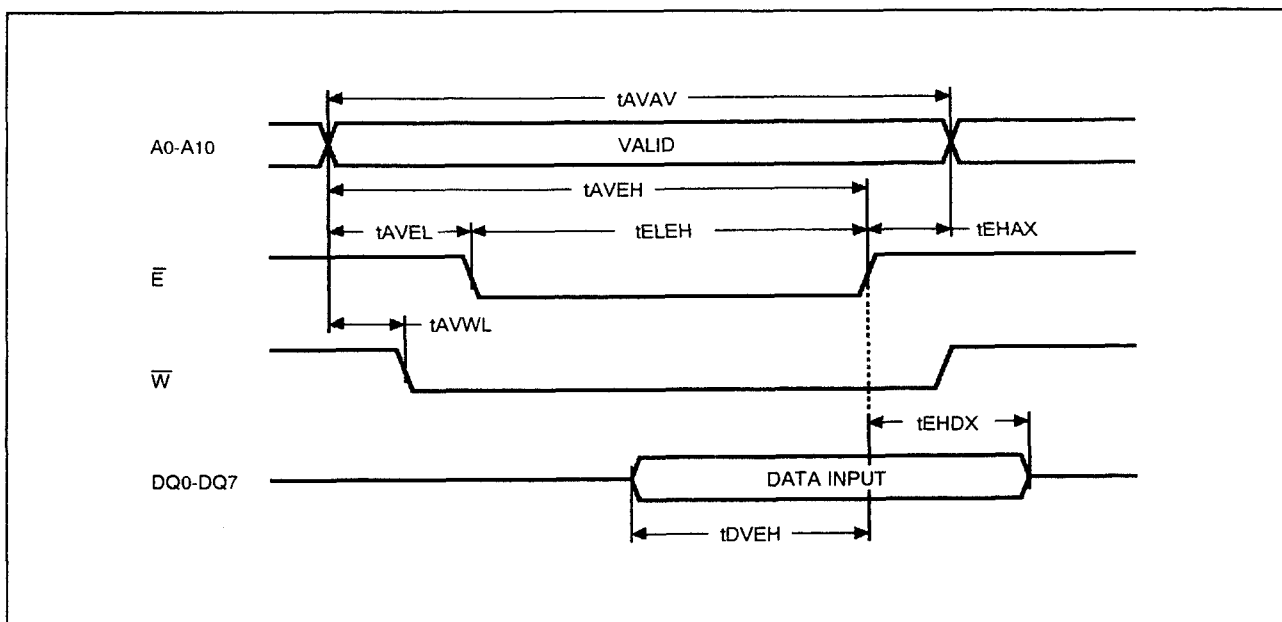 tAVAV
A0-A10
VALID
tAVEH
tAVEL
tELEH
tEHAX
E̅
tAVWL
W̅
tEHDX
DQ0-DQ7
DATA INPUT
tDVEH